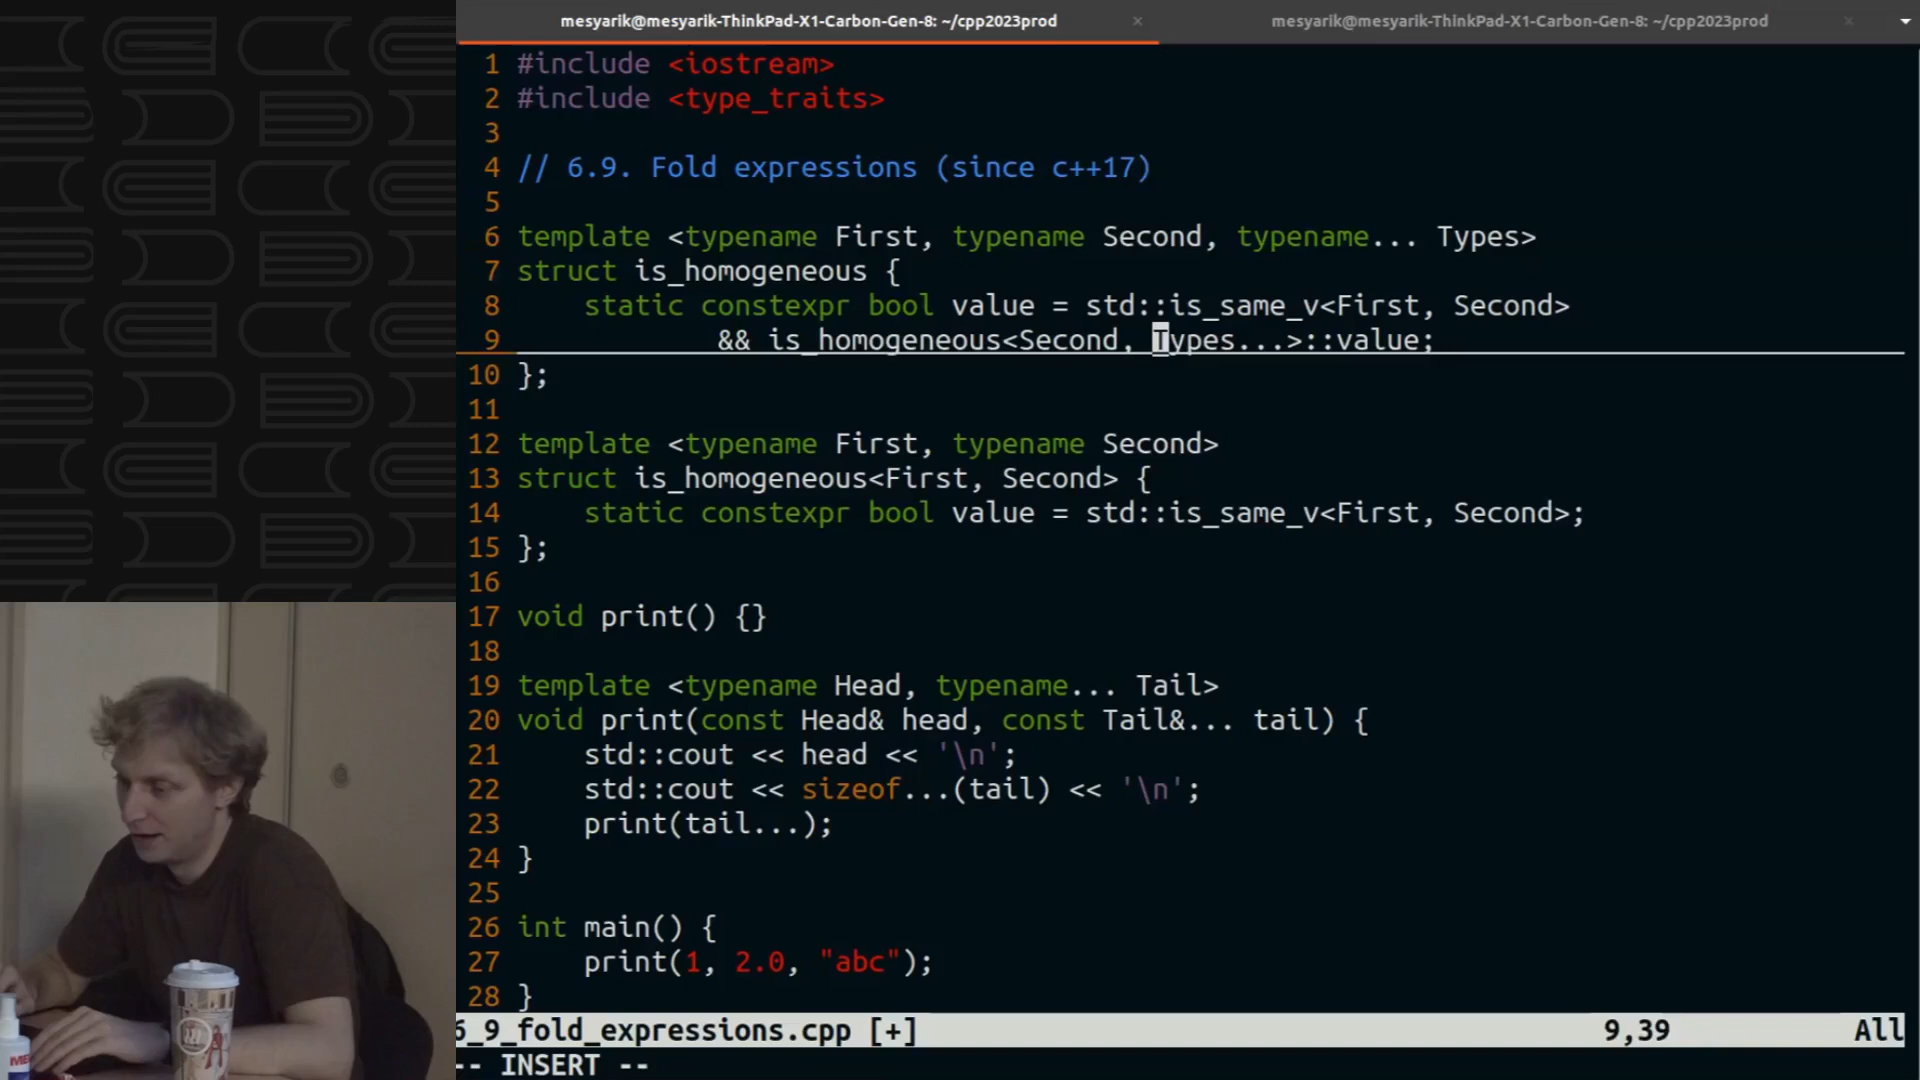 mesyarik@mesyarik-ThinkPad-X1-Carbon-Gen-8: ~/cpp2023prod × mesyarik@mesyarik-ThinkPad-X1-Carbon-Gen-8: ~/cpp2023prod ×
1 #include <iostream>
2 #include <type_traits>
3
4 // 6.9. Fold expressions (since c++17)
5
6 template <typename First, typename Second, typename... Types>
7 struct is_homogeneous {
8     static constexpr bool value = std::is_same_v<First, Second>
9             && is_homogeneous<Second, Types...>::value;
10 };
11
12 template <typename First, typename Second>
13 struct is_homogeneous<First, Second> {
14     static constexpr bool value = std::is_same_v<First, Second>;
15 };
16
17 void print() {}
18
19 template <typename Head, typename... Tail>
20 void print(const Head& head, const Tail&... tail) {
21     std::cout << head << '\n';
22     std::cout << sizeof...(tail) << '\n';
23     print(tail...);
24 }
25
26 int main() {
27     print(1, 2.0, "abc");
28 }
6_9_fold_expressions.cpp [+] 9,39 All
-- INSERT --